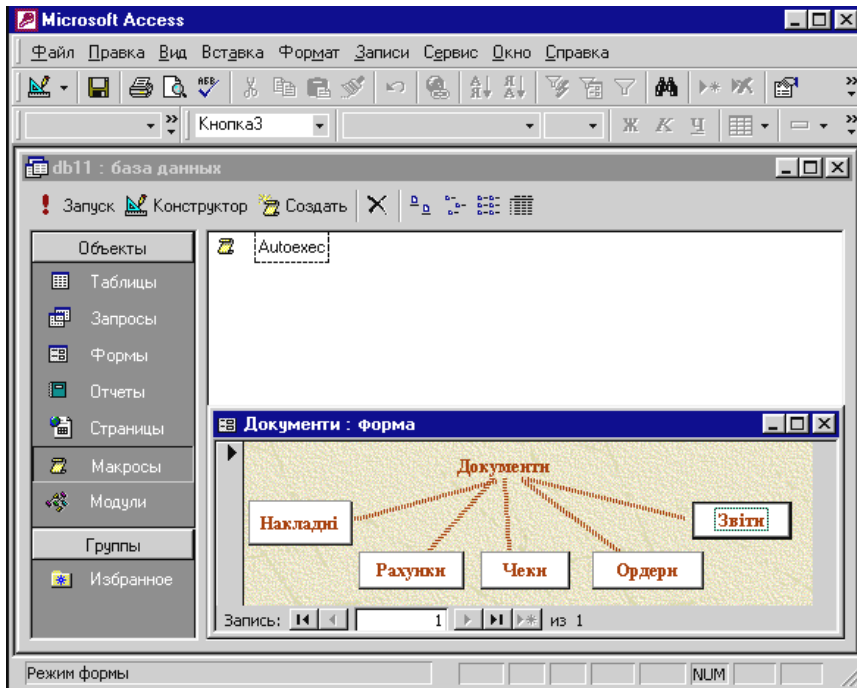 Microsoft Access
Файл Правка Вид Вставка Формат Записи Сервис Окно Справка
Кнопка3
Ж К Ч
db11 : база данных
Запуск Конструктор Создать
Объекты
Autoexec
Таблицы
Запросы
Формы
Отчеты
Страницы
Макросы
Модули
Группы
Избранное
Документи : форма
Документи
Накладні
Звіти
Рахунки Чеки Ордери
Запись: 1 из 1
Режим формы
NUM